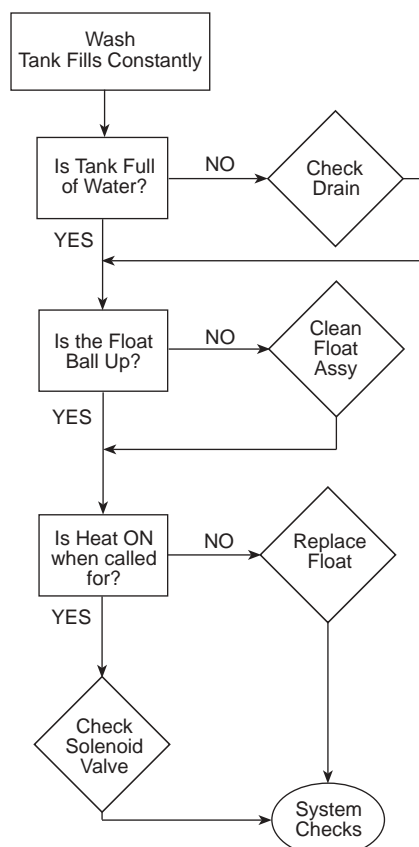 Wash
Tank Fills Constantly
Is Tank Full
of Water?
NO
Check
Drain
YES
Is the Float
Ball Up?
NO
Clean
Float
Assy
YES
Is Heat ON
when called
for?
NO
Replace
Float
YES
Check
Solenoid
Valve
System
Checks